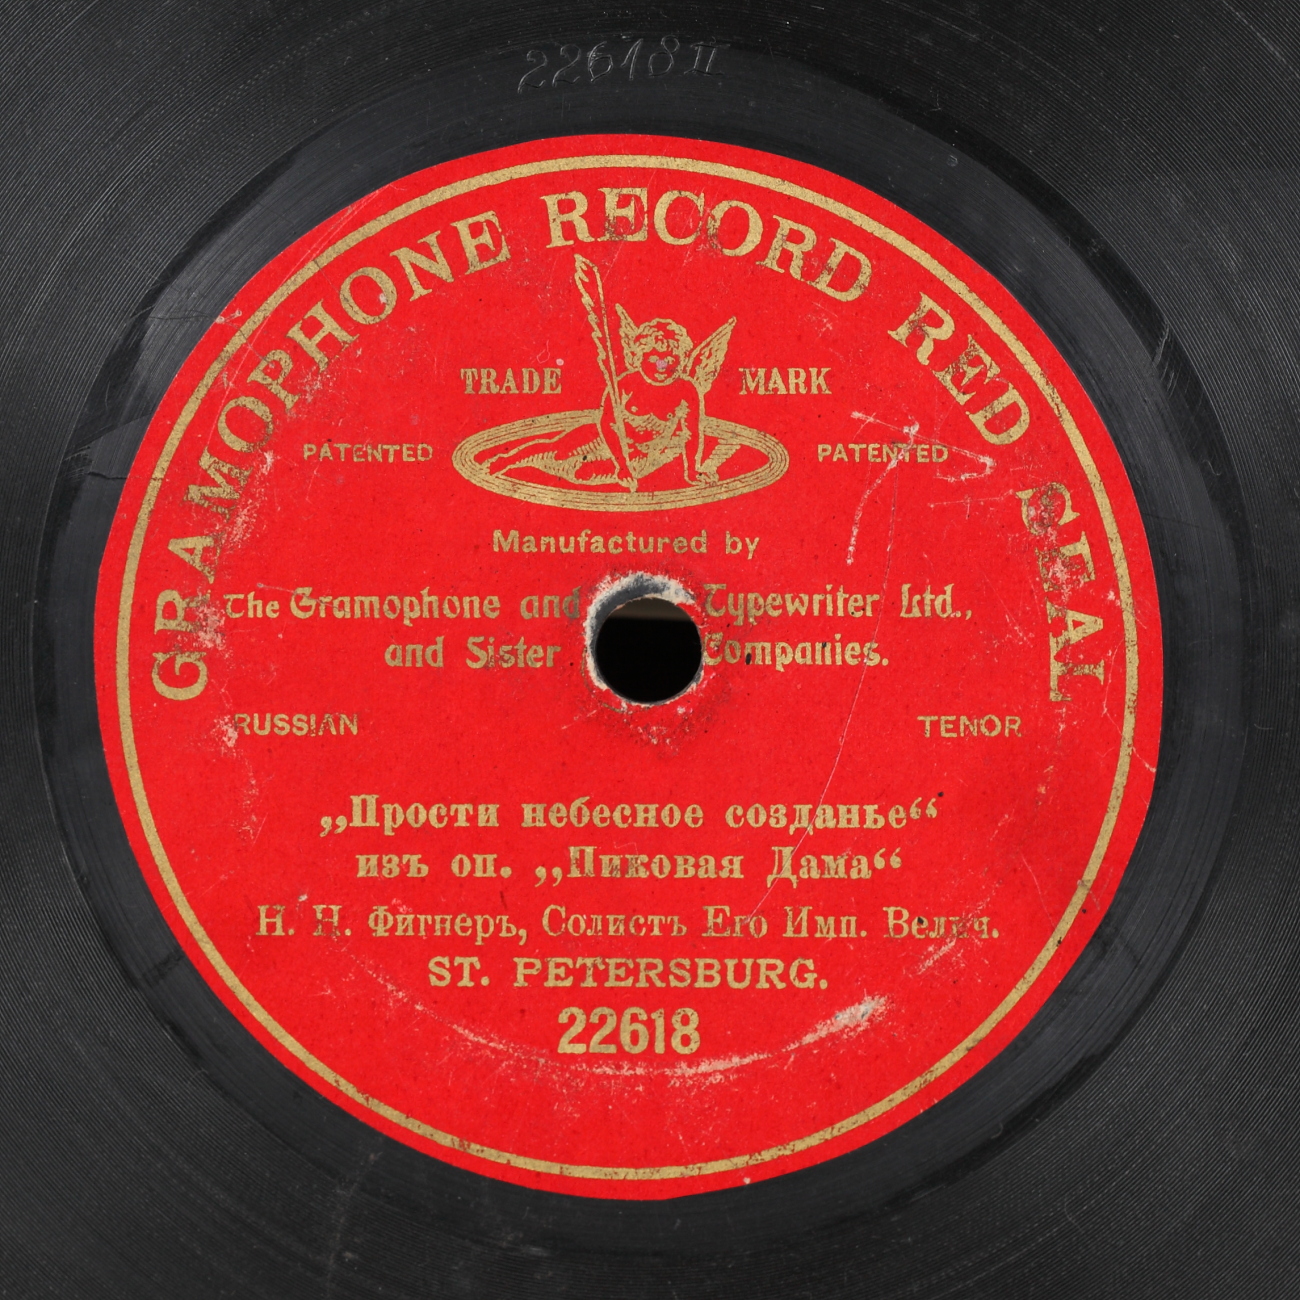 22618 II
GRAMOPHONE RECORD RED SEAL
TRADE MARK
PATENTED PATENTED
Manufactured by
The Gramophone and Typewriter Ltd.,
and Sister Companies.
RUSSIAN TENOR
„Прости небесное созданье“
изъ оп. „Пиковая Дама“
Н. Н. Фигнеръ, Солистъ Его Имп. Велич.
ST. PETERSBURG.
22618